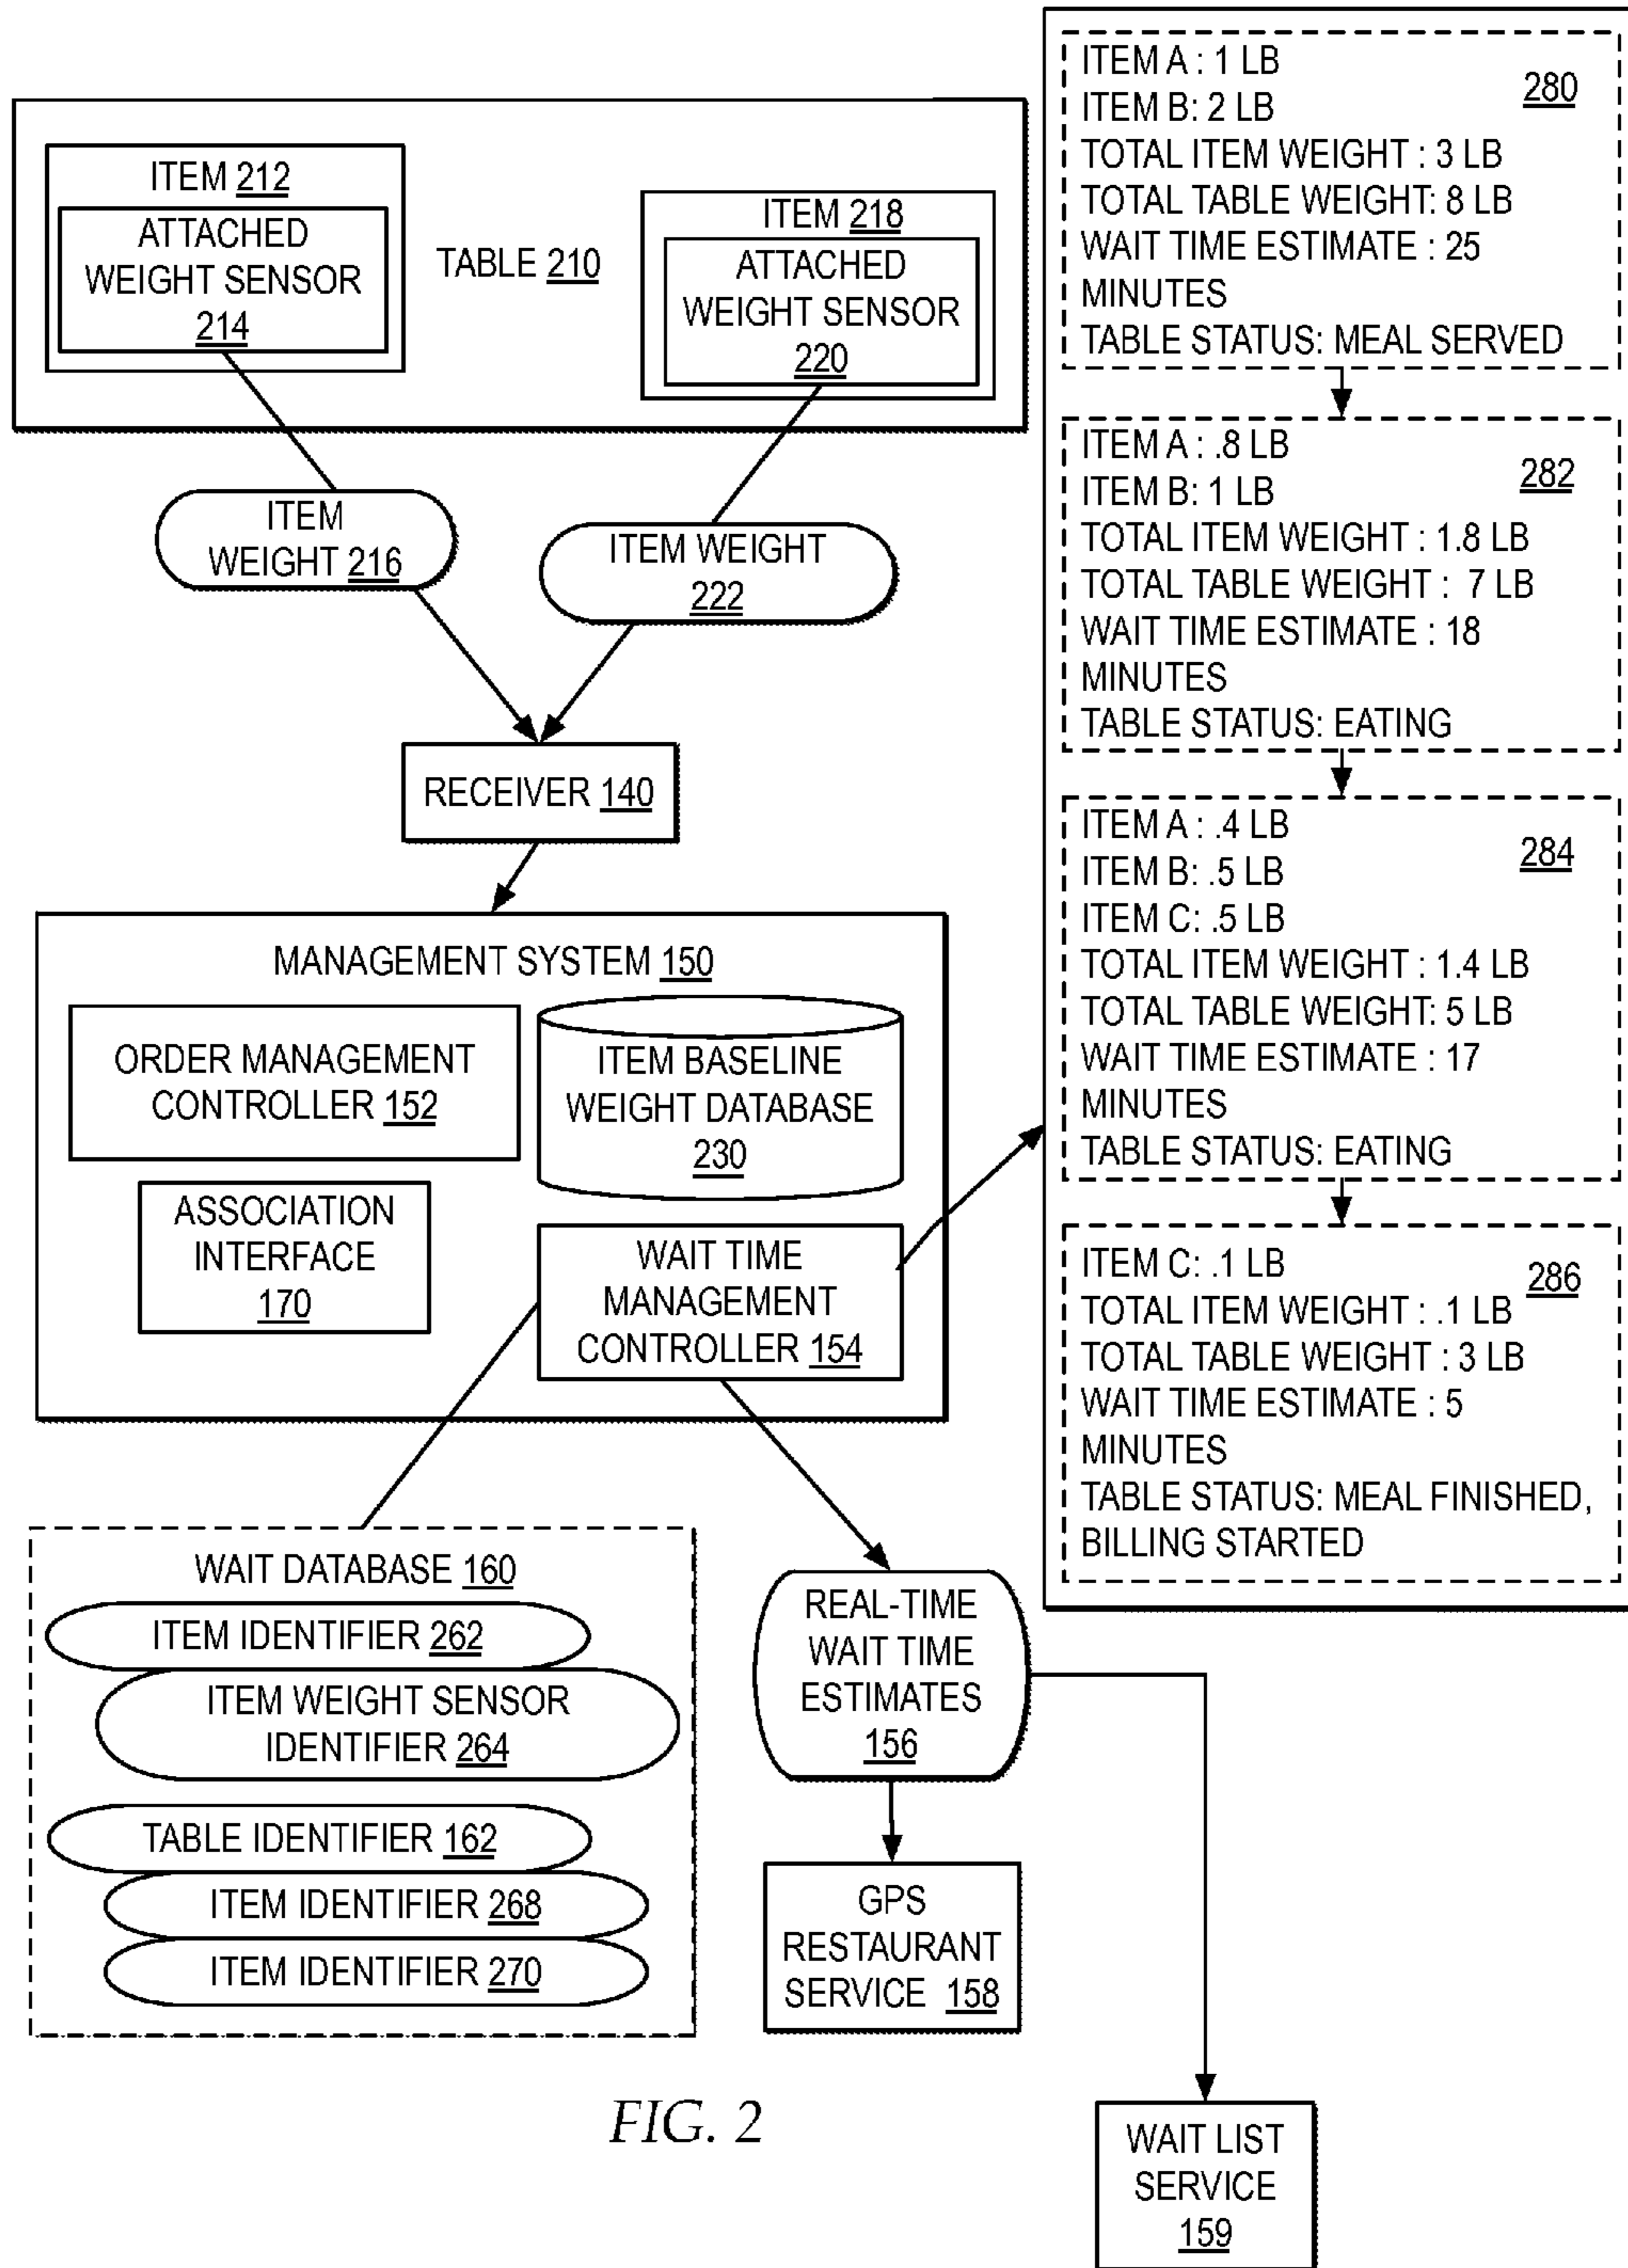 ITEM 212
ATTACHED
WEIGHT SENSOR
214
TABLE 210
ITEM 218
ATTACHED
WEIGHT SENSOR
220
ITEM
WEIGHT 216
ITEM WEIGHT
222
RECEIVER 140
MANAGEMENT SYSTEM 150
ORDER MANAGEMENT
CONTROLLER 152
ITEM BASELINE
WEIGHT DATABASE
230
ASSOCIATION
INTERFACE
170
WAIT TIME
MANAGEMENT
CONTROLLER 154
WAIT DATABASE 160
ITEM IDENTIFIER 262
ITEM WEIGHT SENSOR
IDENTIFIER 264
TABLE IDENTIFIER 162
ITEM IDENTIFIER 268
ITEM IDENTIFIER 270
REAL-TIME
WAIT TIME
ESTIMATES
156
GPS
RESTAURANT
SERVICE 158
WAIT LIST
SERVICE
159
ITEM A : 1 LB
280
ITEM B: 2 LB
TOTAL ITEM WEIGHT : 3 LB
TOTAL TABLE WEIGHT: 8 LB
WAIT TIME ESTIMATE : 25
MINUTES
TABLE STATUS: MEAL SERVED
ITEM A : .8 LB
282
ITEM B: 1 LB
TOTAL ITEM WEIGHT : 1.8 LB
TOTAL TABLE WEIGHT : 7 LB
WAIT TIME ESTIMATE : 18
MINUTES
TABLE STATUS: EATING
ITEM A : .4 LB
284
ITEM B: .5 LB
ITEM C: .5 LB
TOTAL ITEM WEIGHT : 1.4 LB
TOTAL TABLE WEIGHT: 5 LB
WAIT TIME ESTIMATE : 17
MINUTES
TABLE STATUS: EATING
ITEM C: .1 LB
286
TOTAL ITEM WEIGHT : .1 LB
TOTAL TABLE WEIGHT : 3 LB
WAIT TIME ESTIMATE : 5
MINUTES
TABLE STATUS: MEAL FINISHED,
BILLING STARTED
FIG. 2